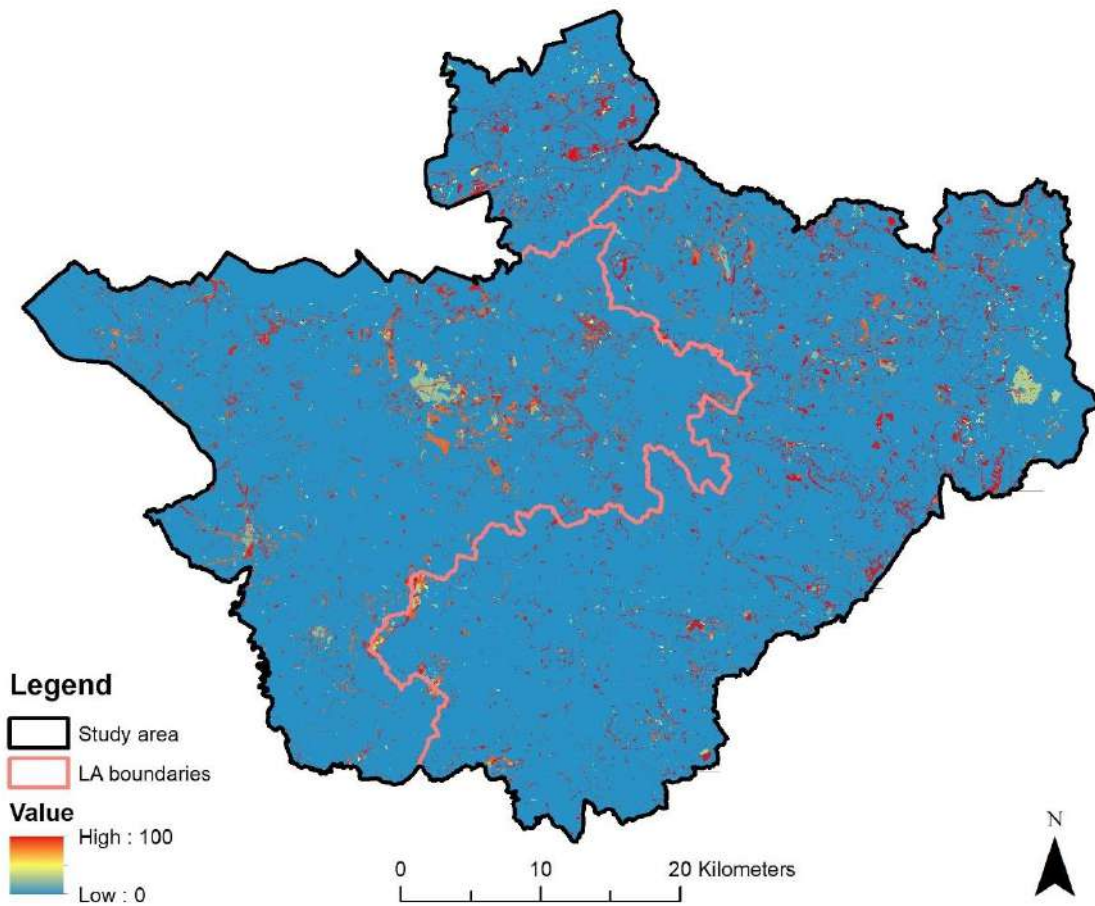 Legend
Study area
LA boundaries
Value
High : 100
Low : 0
0 10 20 Kilometers
N